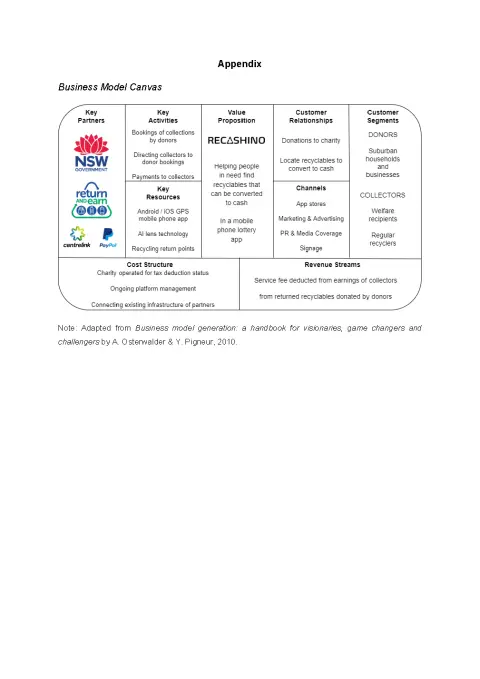 Appendix
Business Model Canvas
Key
Partners
NSW
GOVERNMENT
return
AND
earn
centrelink
PayPal
Key
Activities
Bookings of collections
by donors
Directing collectors to
donor bookings
Payments to collectors
Key
Resources
Android / IOS GPS
mobile phone app
AI lens technology
Recycling return points
Value
Proposition
RECASHINO
Helping people
in need find
recyclables that
can be converted
to cash
in a mobile
phone lottery
app
Customer
Relationships
Donations to charity
Locate recyclables to
convert to cash
Channels
App stores
Marketing & Advertising
PR & Media Coverage
Signage
Customer
Segments
DONORS
Suburban
households
and
businesses
COLLECTORS
Welfare
recipients
Regular
recyclers
Cost Structure
Charity operated for tax deduction status
Ongoing platform management
Connecting existing infrastructure of partners
Revenue Streams
Service fee deducted from earnings of collectors
from returned recyclables donated by donors
Note: Adapted from Business model generation: a handbook for visionaries, game changers and
challengers by A. Osterwalder & Y. Pigneur, 2010.